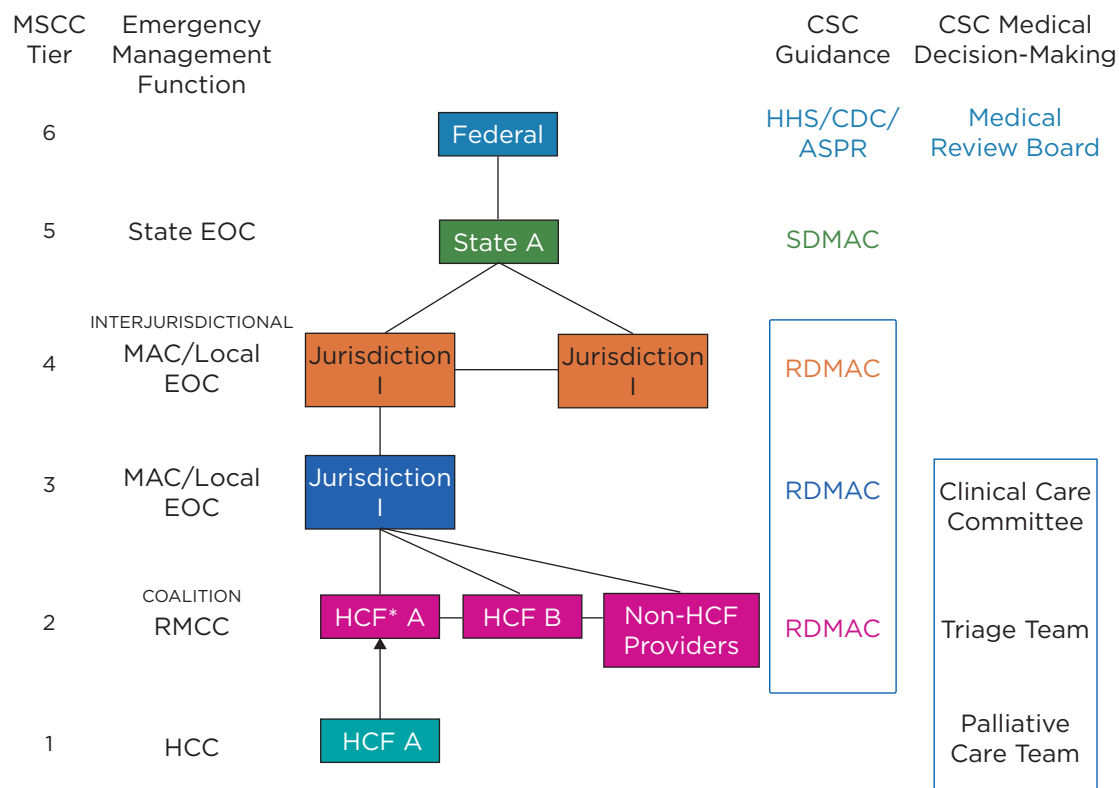 MSCC
Tier
Emergency
Management
Function
CSC
Guidance
CSC Medical
Decision-Making
6
Federal
HHS/CDC/
ASPR
Medical
Review Board
5
State EOC
State A
SDMAC
4
INTERJURISDICTIONAL
MAC/Local
EOC
Jurisdiction
I
Jurisdiction
I
RDMAC
3
MAC/Local
EOC
Jurisdiction
I
RDMAC
Clinical Care
Committee
2
COALITION
RMCC
HCF* A
HCF B
Non-HCF
Providers
RDMAC
Triage Team
1
HCC
HCF A
Palliative
Care Team